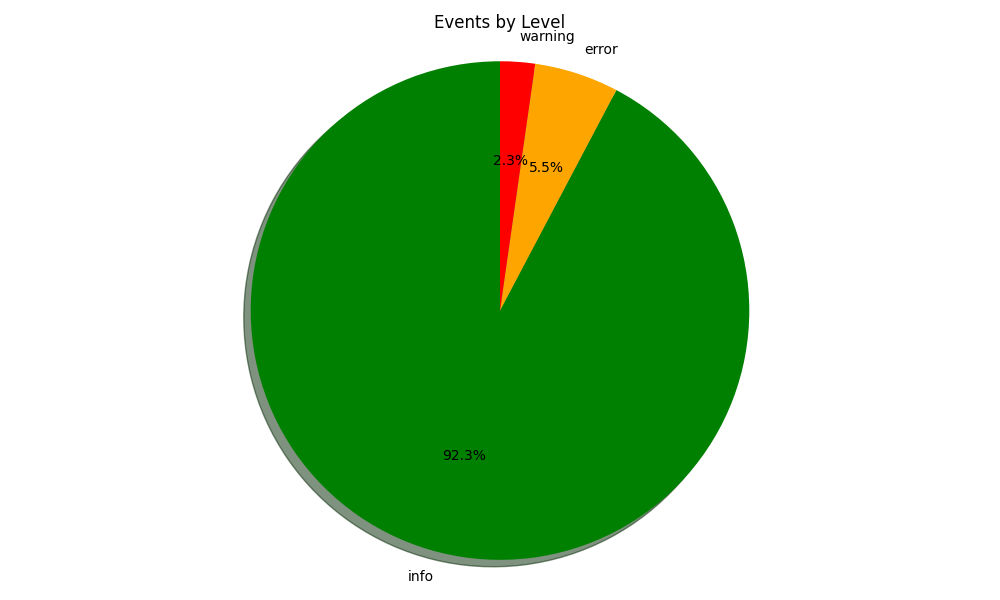 Events by Level
warning
error
2.3%
5.5%
92.3%
info